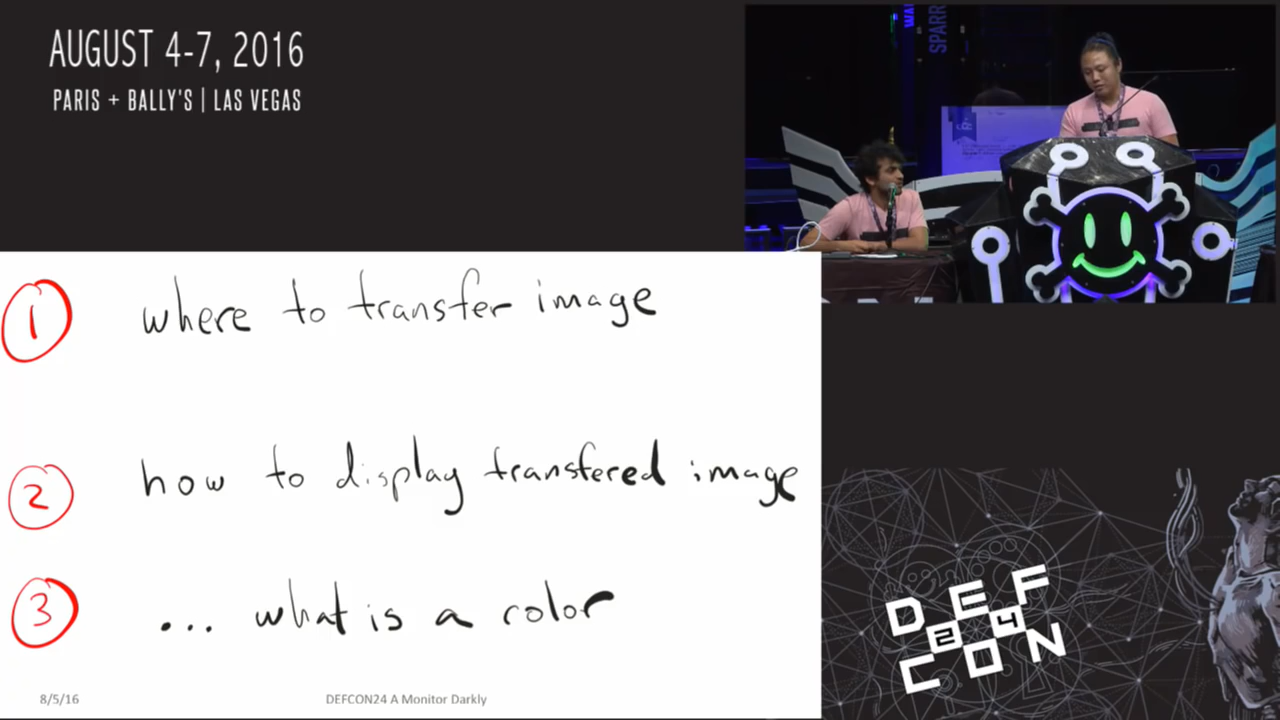 AUGUST 4-7, 2016
PARIS + BALLY'S | LAS VEGAS
SPARR
1 where to transfer image
2 how to display transfered image
3 ... what is a color
8/5/16 DEFCON24 A Monitor Darkly
DEF
24
CON